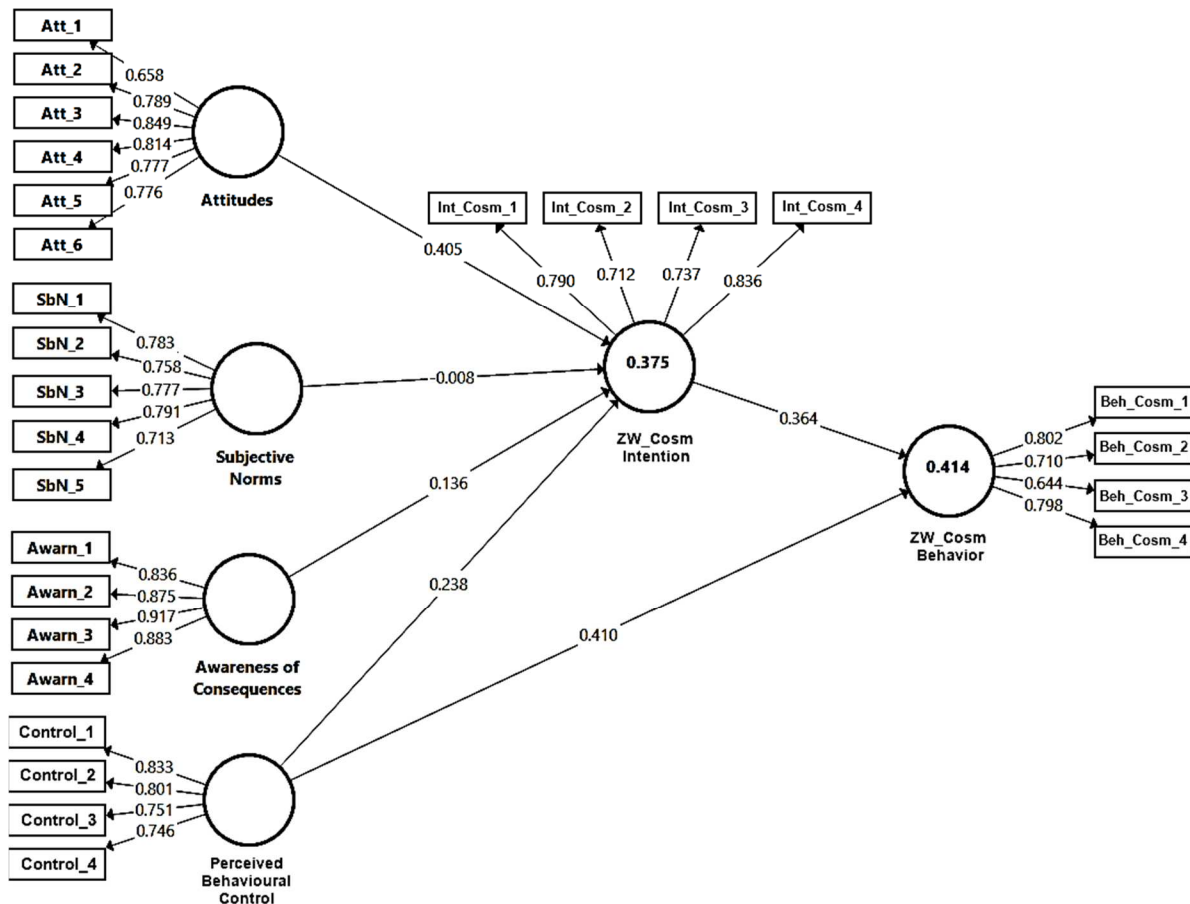 Att_1
Att_2
Att_3
Att_4
Att_5
Att_6
0.658
0.789
0.849
0.814
0.777
0.776
Attitudes
0.405
Int_Cosm_1
Int_Cosm_2
Int_Cosm_3
Int_Cosm_4
0.790
0.712
0.737
0.836
SbN_1
SbN_2
SbN_3
SbN_4
SbN_5
0.783
0.758
0.777
0.791
0.713
Subjective
Norms
-0.008
0.375
ZW_Cosm
Intention
0.364
0.414
ZW_Cosm
Behavior
Beh_Cosm_1
Beh_Cosm_2
Beh_Cosm_3
Beh_Cosm_4
0.802
0.710
0.644
0.798
Awarn_1
Awarn_2
Awarn_3
Awarn_4
0.836
0.875
0.917
0.883
Awareness of
Consequences
0.136
0.238
0.410
Control_1
Control_2
Control_3
Control_4
0.833
0.801
0.751
0.746
Perceived
Behavioural
Control